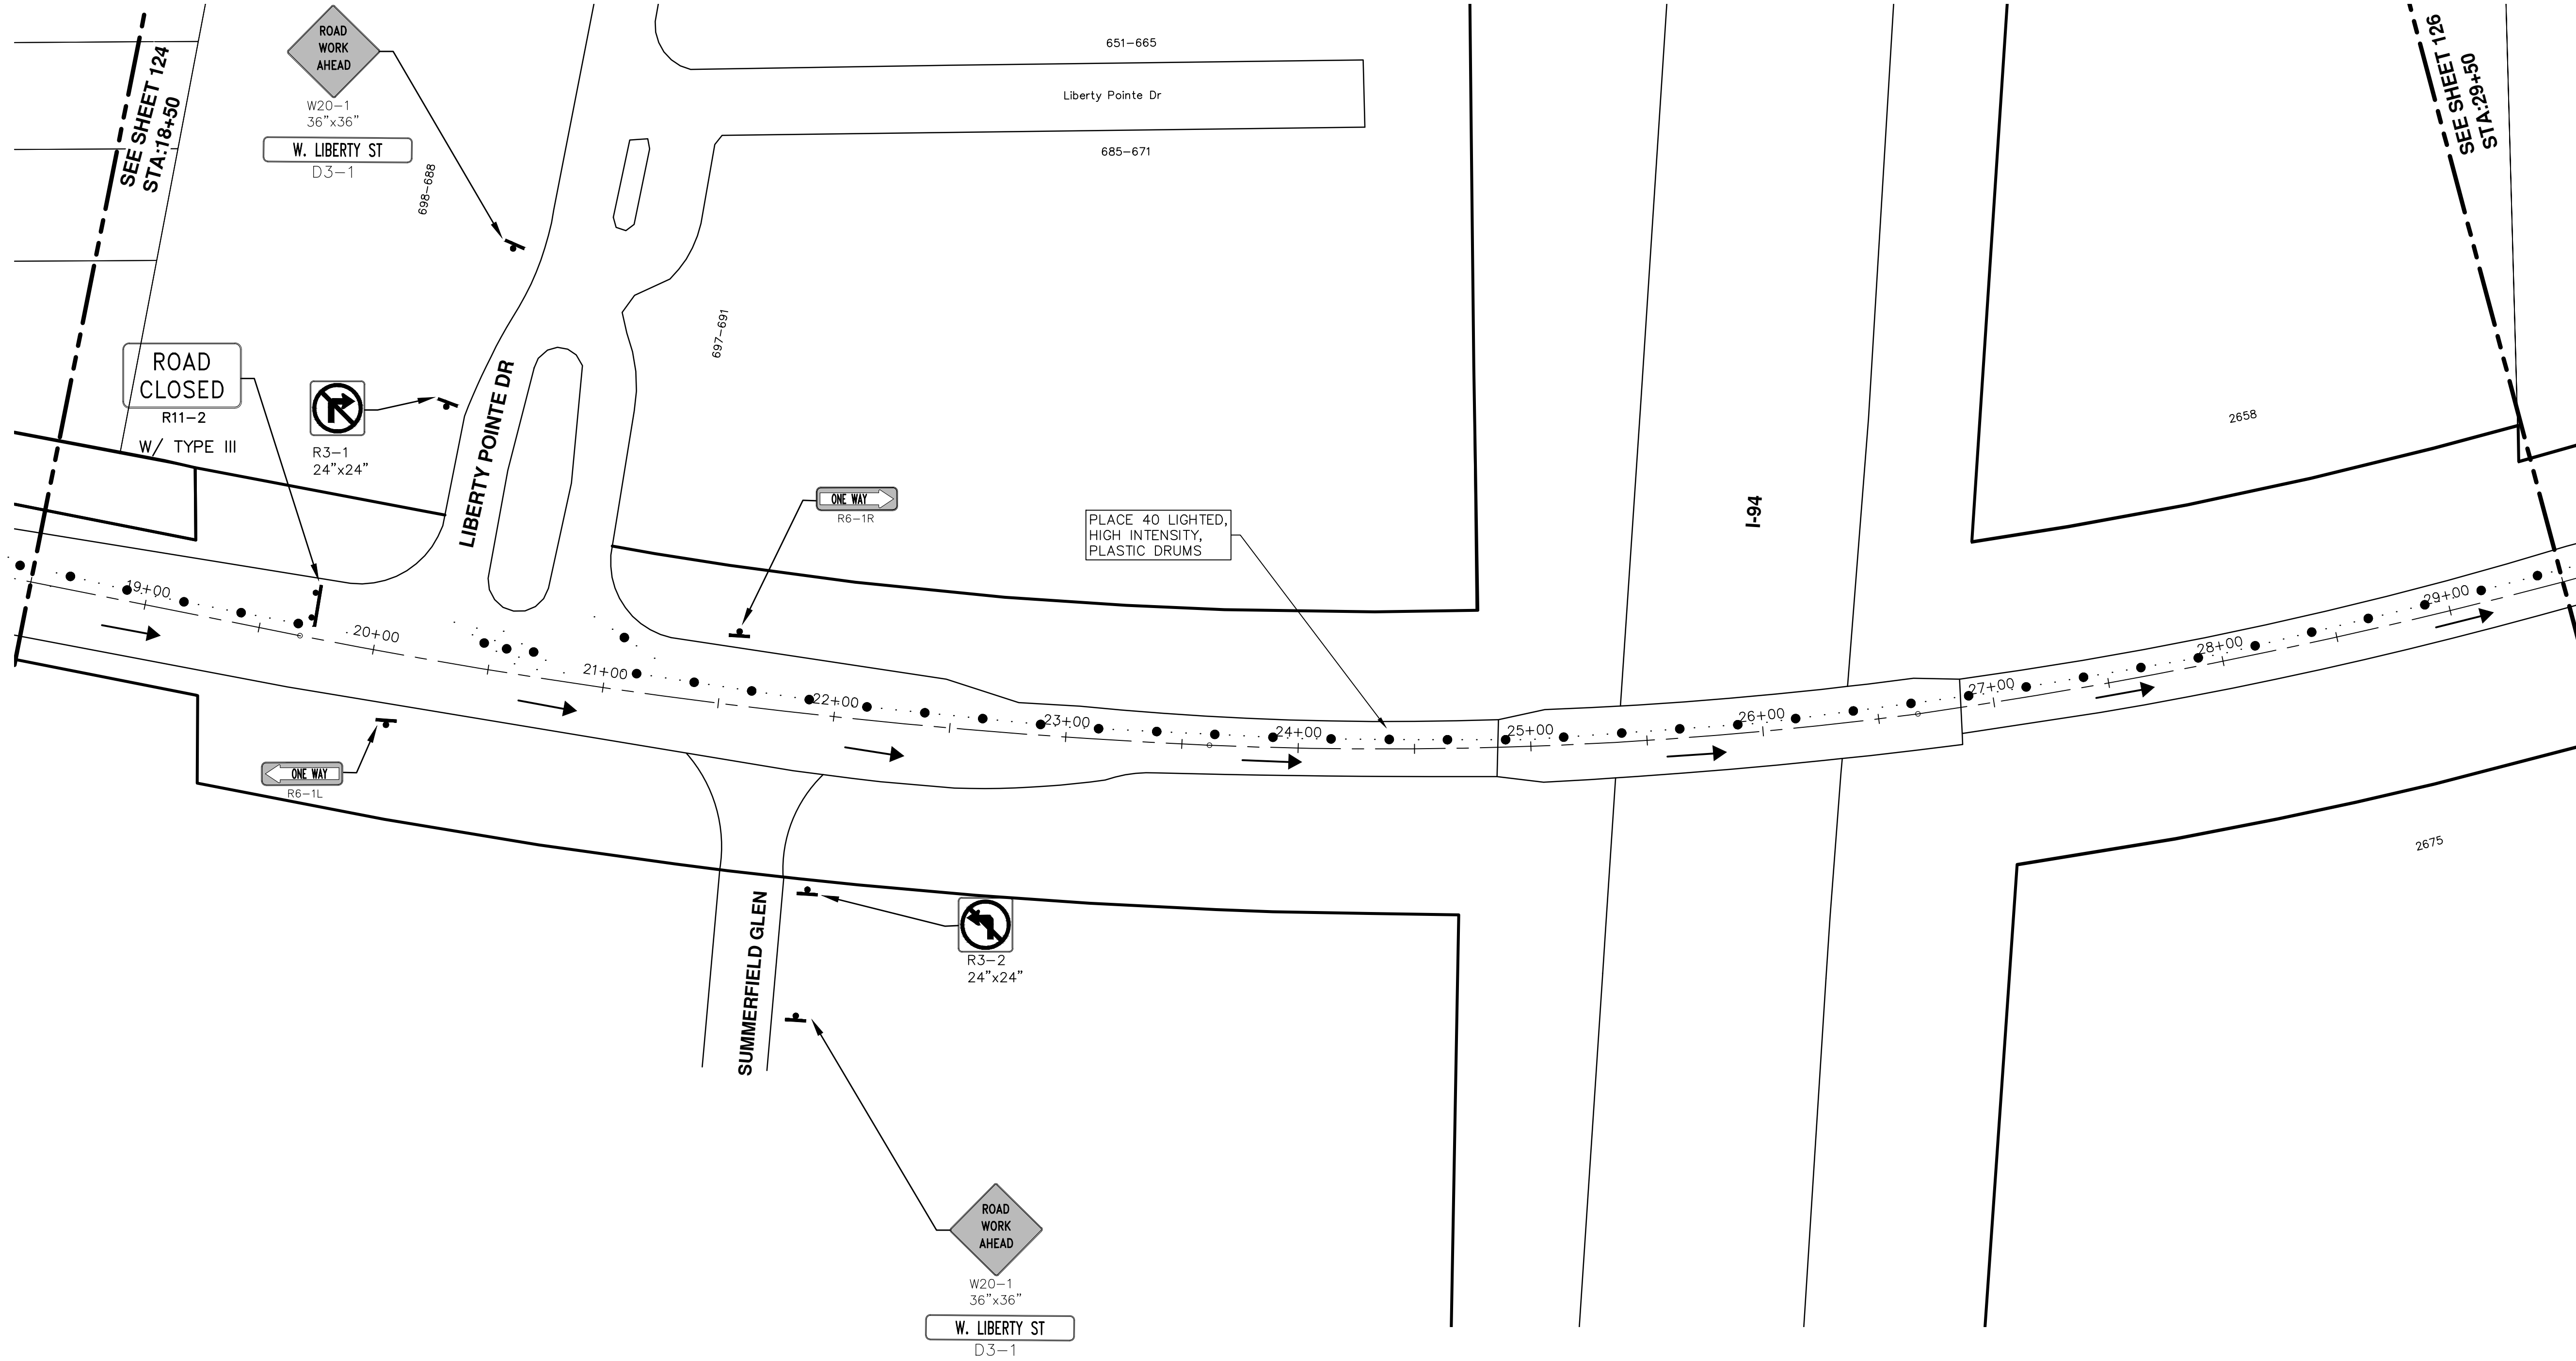 SEE SHEET 124
STA:18+50
ROAD
WORK
AHEAD
W20-1
36"x36"
W. LIBERTY ST
D3-1
698-688
651-665
Liberty Pointe Dr
685-671
697-691
SEE SHEET 126
STA:29+50
ROAD
CLOSED
R11-2
W/ TYPE III
R3-1
24"x24"
LIBERTY POINTE DR
ONE WAY
R6-1R
PLACE 40 LIGHTED,
HIGH INTENSITY,
PLASTIC DRUMS
I-94
2658
19+00
20+00
21+00
22+00
23+00
24+00
25+00
26+00
27+00
28+00
29+00
ONE WAY
R6-1L
2675
SUMMERFIELD GLEN
R3-2
24"x24"
ROAD
WORK
AHEAD
W20-1
36"x36"
W. LIBERTY ST
D3-1